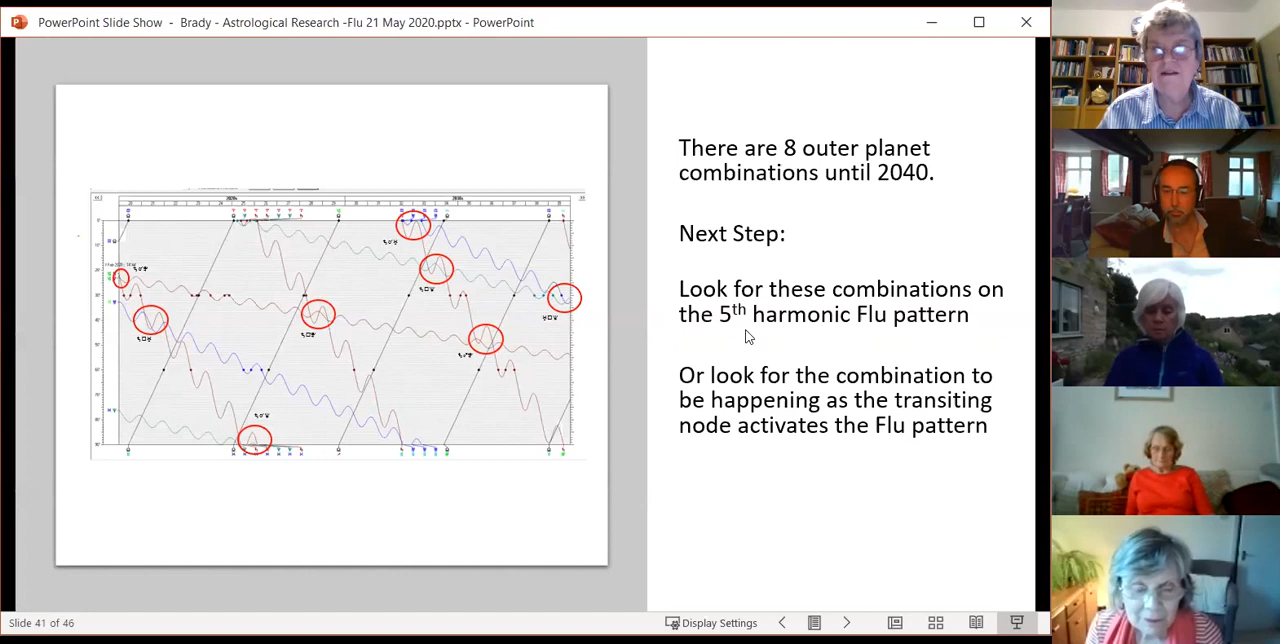 PowerPoint Slide Show - Brady - Astrological Research -Flu 21 May 2020.pptx - PowerPoint
There are 8 outer planet
combinations until 2040.
Next Step:
Look for these combinations on
the 5th harmonic Flu pattern
Or look for the combination to
be happening as the transiting
node activates the Flu pattern
Slide 41 of 46
Display Settings